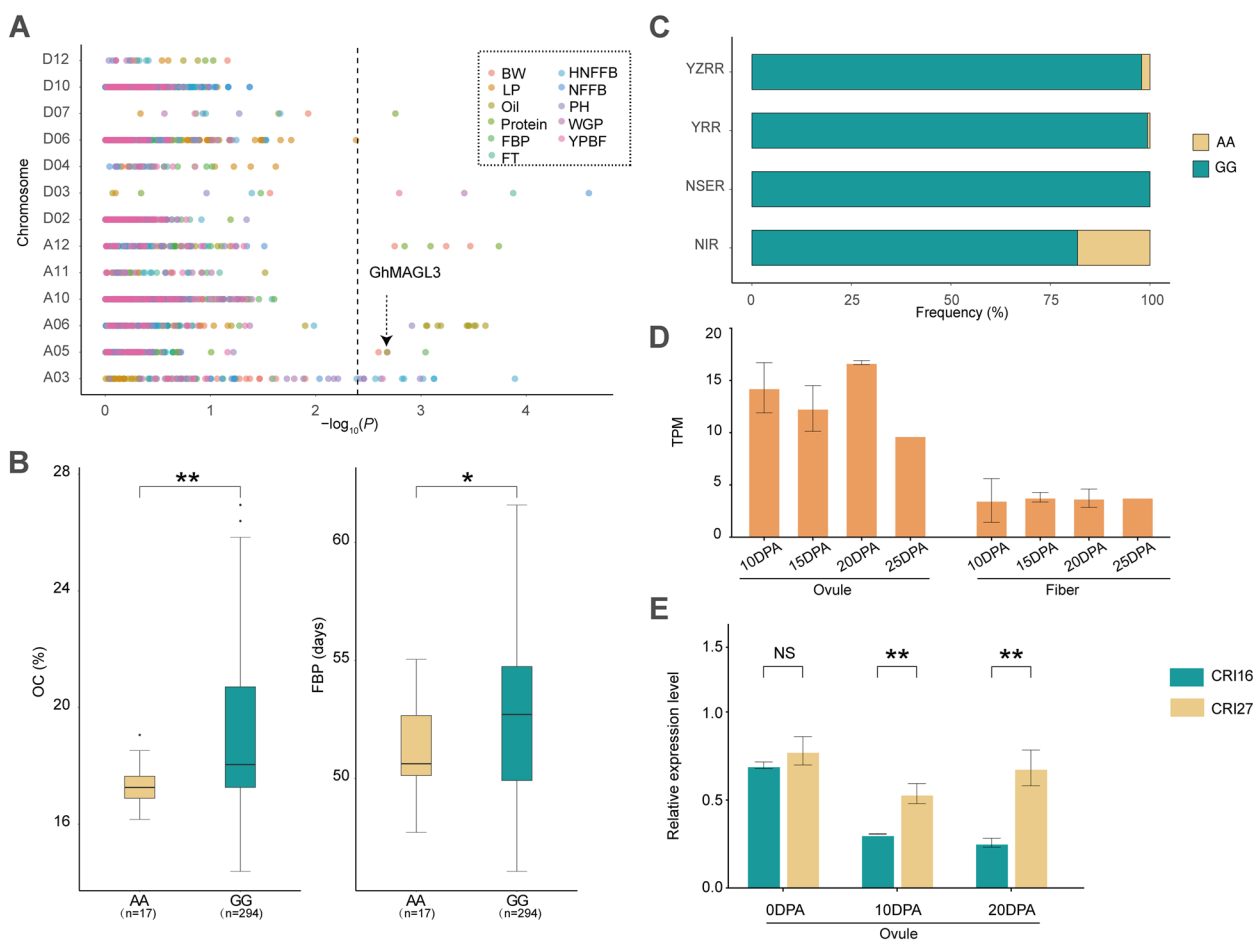 A
D12
D10
D07
D06
D04
D03
D02
A12
A11
A10
A06
A05
A03
Chromosome
0
1
2
3
4
−log10(P)
GhMAGL3
BW
LP
Oil
Protein
FBP
FT
HNFFB
NFFB
PH
WGP
YPBF
C
YZRR
YRR
NSER
NIR
0
25
50
75
100
Frequency (%)
AA
GG
B
28
24
20
16
OC (%)
**
AA
(n=17)
GG
(n=294)
60
55
50
FBP (days)
*
AA
(n=17)
GG
(n=294)
D
20
15
10
5
0
TPM
10DPA
15DPA
20DPA
25DPA
Ovule
10DPA
15DPA
20DPA
25DPA
Fiber
E
1.5
1.0
0.5
0.0
Relative expression level
NS
**
**
0DPA
10DPA
20DPA
Ovule
CRI16
CRI27